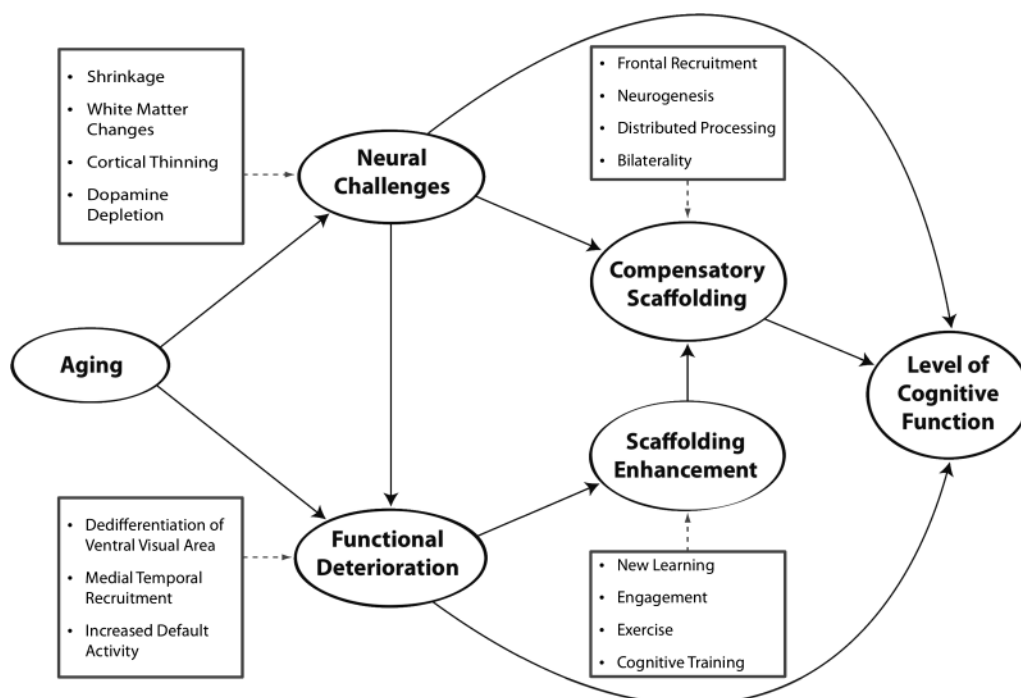 • Shrinkage
• White Matter
Changes
• Cortical Thinning
• Dopamine
Depletion
Neural
Challenges
• Frontal Recruitment
• Neurogenesis
• Distributed Processing
• Bilaterality
Compensatory
Scaffolding
Aging
Level of
Cognitive
Function
Scaffolding
Enhancement
• Dedifferentiation of
Ventral Visual Area
• Medial Temporal
Recruitment
• Increased Default
Activity
Functional
Deterioration
• New Learning
• Engagement
• Exercise
• Cognitive Training